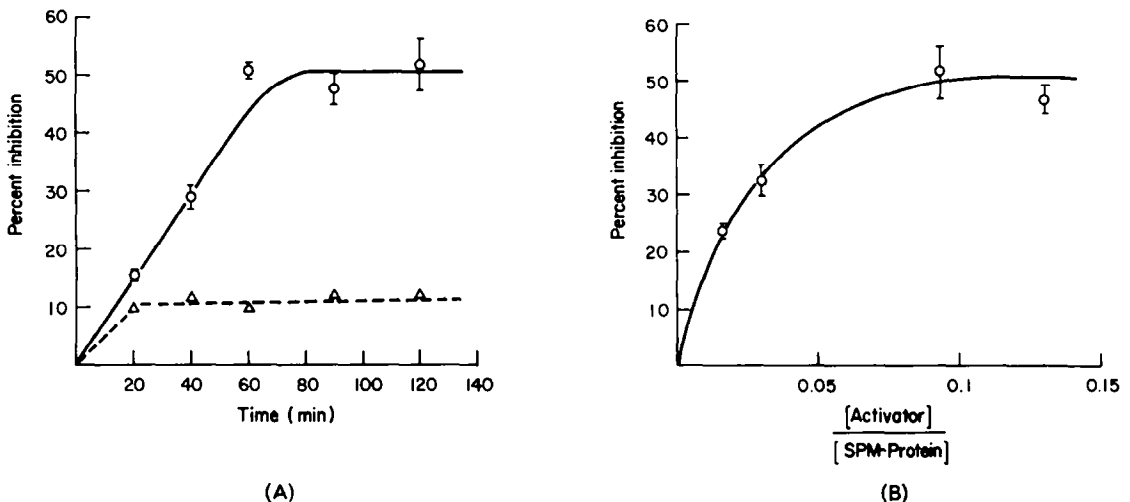 60
50
40
30
20
10
Percent inhibition
20 40 60 80 100 120 140
Time (min)
(A)
60
50
40
30
20
10
Percent inhibition
0.05 0.1 0.15
[Activator]
[SPM-Protein]
(B)